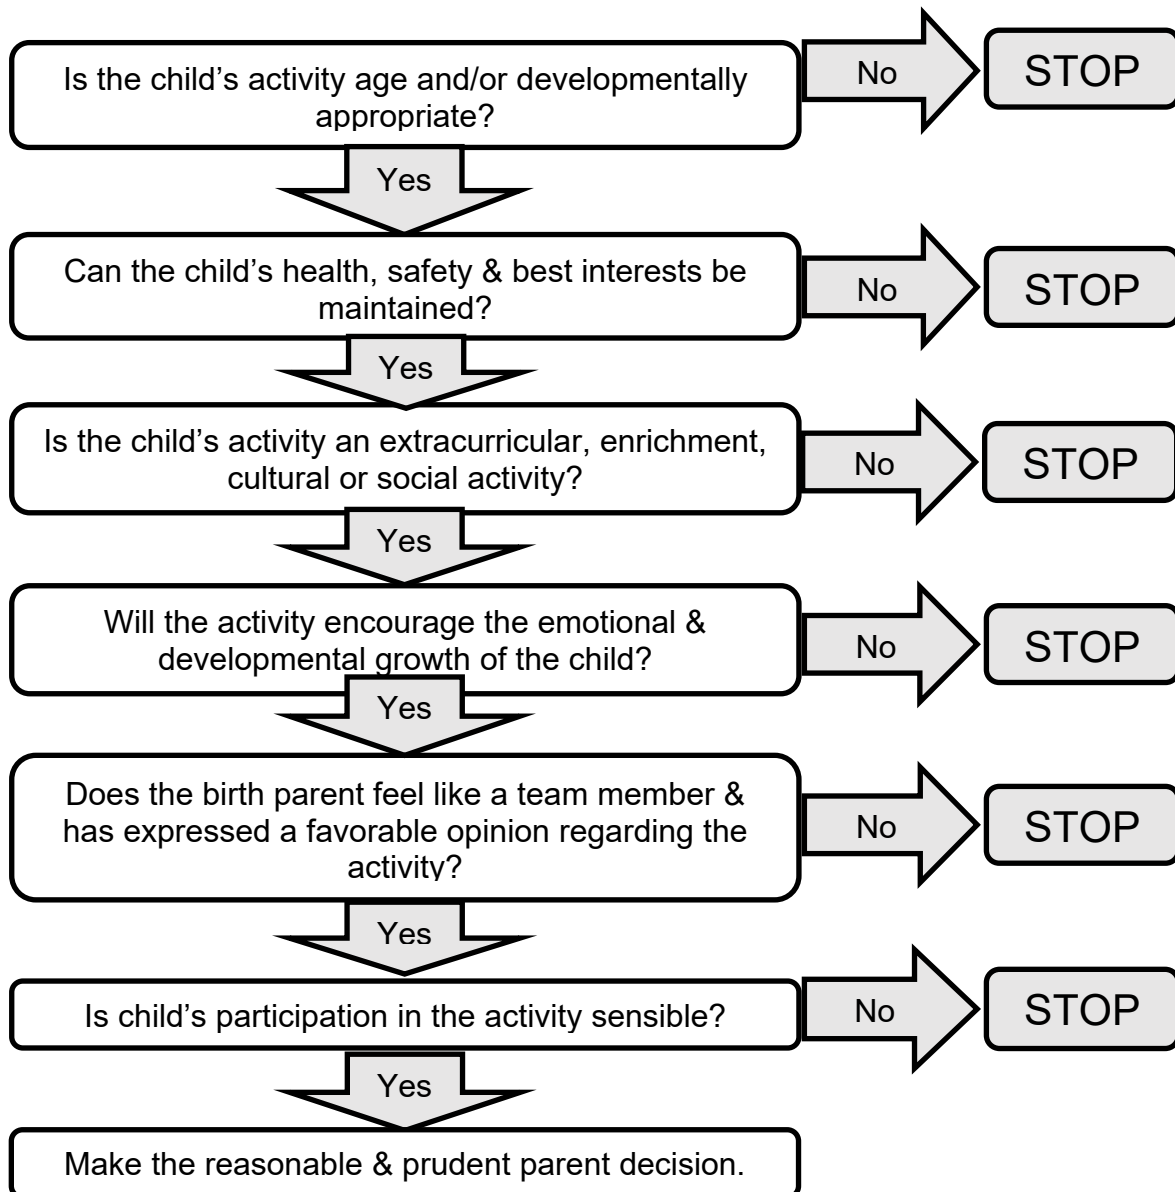 Is the child’s activity age and/or developmentally
appropriate?
No
STOP
Yes
Can the child’s health, safety & best interests be
maintained?
No
STOP
Yes
Is the child’s activity an extracurricular, enrichment,
cultural or social activity?
No
STOP
Yes
Will the activity encourage the emotional &
developmental growth of the child?
No
STOP
Yes
Does the birth parent feel like a team member &
has expressed a favorable opinion regarding the
activity?
No
STOP
Yes
Is child’s participation in the activity sensible?
No
STOP
Yes
Make the reasonable & prudent parent decision.